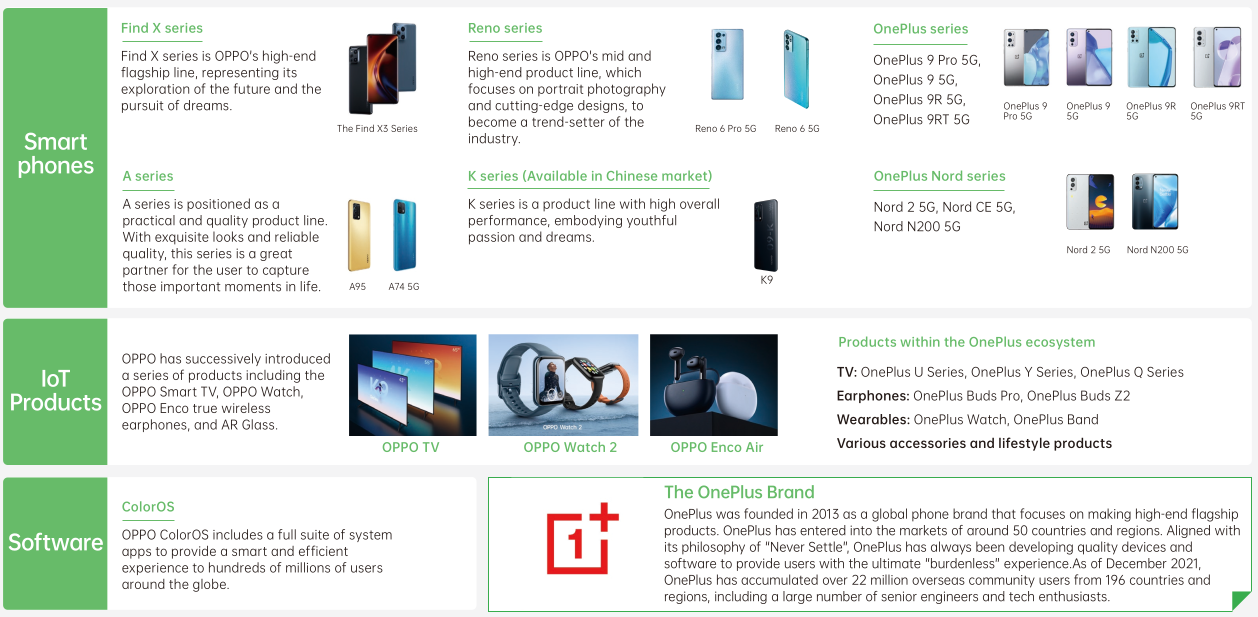 Smart
phones
Find X series
Find X series is OPPO's high-end
flagship line, representing its
exploration of the future and the
pursuit of dreams.
The Find X3 Series
Reno series
Reno series is OPPO's mid and
high-end product line, which
focuses on portrait photography
and cutting-edge designs, to
become a trend-setter of the
industry.
Reno 6 Pro 5G
Reno 6 5G
OnePlus series
OnePlus 9 Pro 5G,
OnePlus 9 5G,
OnePlus 9R 5G,
OnePlus 9RT 5G
OnePlus 9
Pro 5G
OnePlus 9
5G
OnePlus 9R
5G
OnePlus 9RT
5G
A series
A series is positioned as a
practical and quality product line.
With exquisite looks and reliable
quality, this series is a great
partner for the user to capture
those important moments in life.
A95
A74 5G
K series (Available in Chinese market)
K series is a product line with high overall
performance, embodying youthful
passion and dreams.
K9
OnePlus Nord series
Nord 2 5G, Nord CE 5G,
Nord N200 5G
Nord 2 5G
Nord N200 5G
IoT
Products
OPPO has successively introduced
a series of products including the
OPPO Smart TV, OPPO Watch,
OPPO Enco true wireless
earphones, and AR Glass.
OPPO TV
OPPO Watch 2
OPPO Watch 2
OPPO Enco Air
Products within the OnePlus ecosystem
TV: OnePlus U Series, OnePlus Y Series, OnePlus Q Series
Earphones: OnePlus Buds Pro, OnePlus Buds Z2
Wearables: OnePlus Watch, OnePlus Band
Various accessories and lifestyle products
Software
ColorOS
OPPO ColorOS includes a full suite of system
apps to provide a smart and efficient
experience to hundreds of millions of users
around the globe.
1+
The OnePlus Brand
OnePlus was founded in 2013 as a global phone brand that focuses on making high-end flagship
products. OnePlus has entered into the markets of around 50 countries and regions. Aligned with
its philosophy of "Never Settle", OnePlus has always been developing quality devices and
software to provide users with the ultimate "burdenless" experience.As of December 2021,
OnePlus has accumulated over 22 million overseas community users from 196 countries and
regions, including a large number of senior engineers and tech enthusiasts.